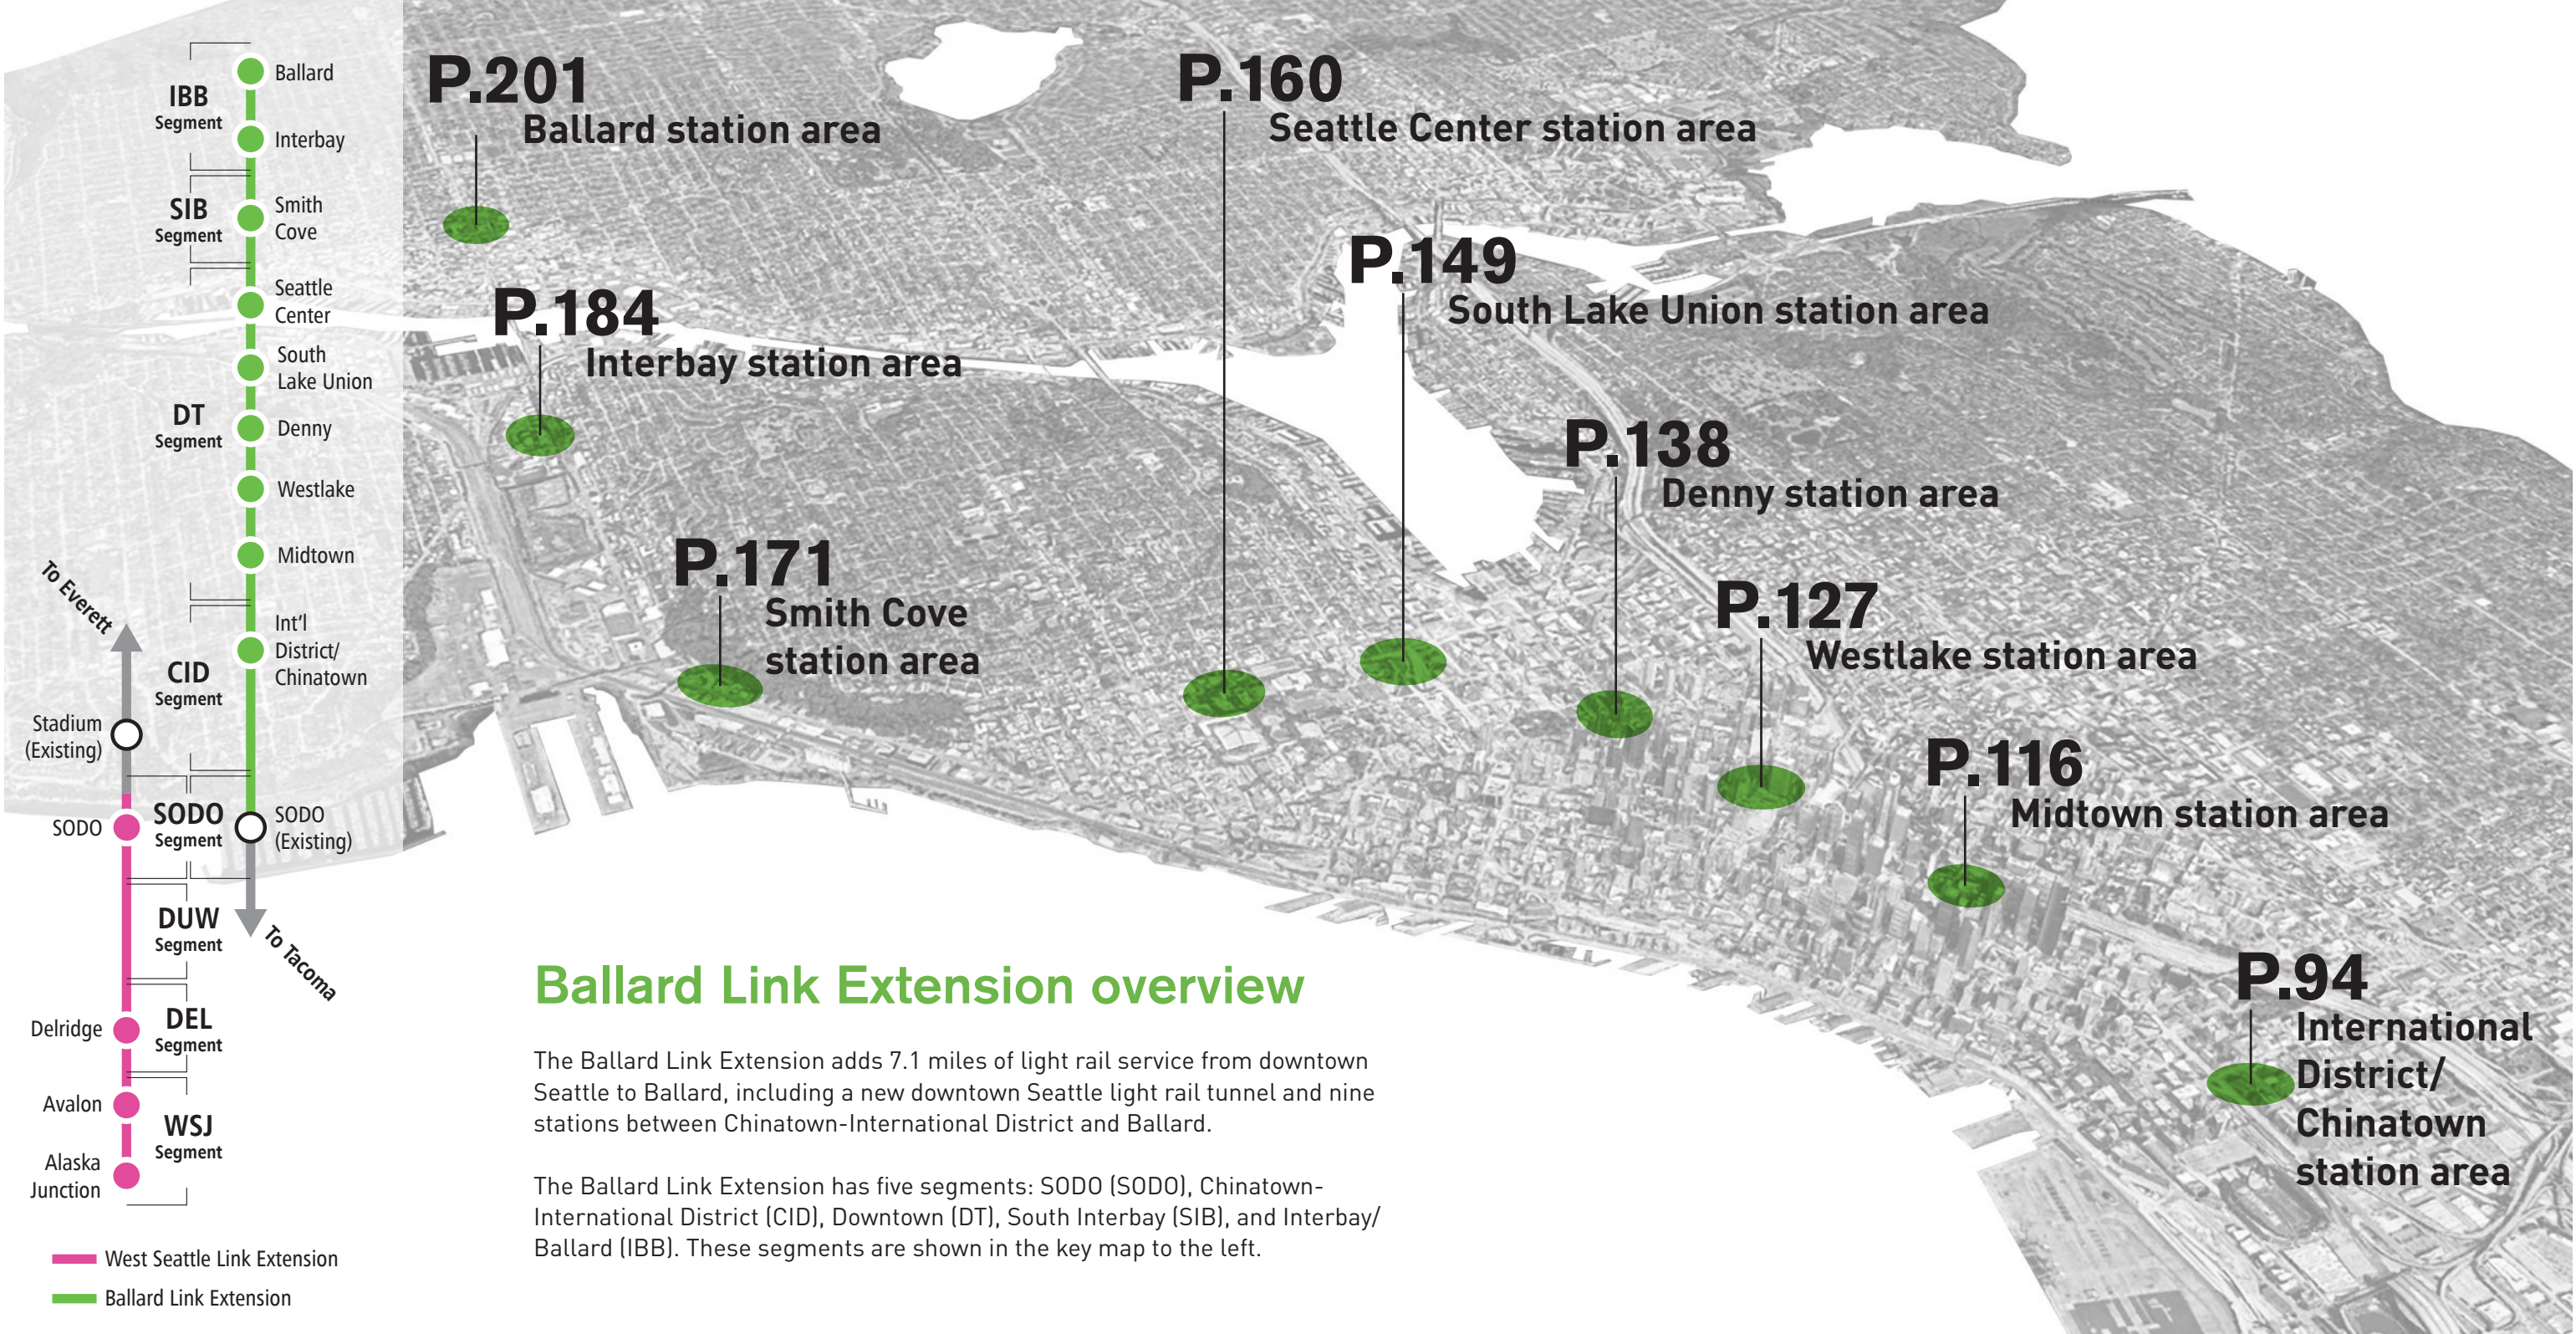 IBB
Segment
Ballard
Interbay
SIB
Segment
Smith
Cove
Seattle
Center
South
Lake Union
DT
Segment
Denny
Westlake
Midtown
To Everett
Int'l
District/
Chinatown
CID
Segment
Stadium
(Existing)
SODO
SODO
Segment
SODO
(Existing)
DUW
Segment
To Tacoma
Delridge
DEL
Segment
Avalon
WSJ
Segment
Alaska
Junction
West Seattle Link Extension
Ballard Link Extension
P.201
Ballard station area
P.160
Seattle Center station area
P.149
South Lake Union station area
P.184
Interbay station area
P.138
Denny station area
P.171
Smith Cove
station area
P.127
Westlake station area
P.116
Midtown station area
P.94
International
District/
Chinatown
station area
Ballard Link Extension overview
The Ballard Link Extension adds 7.1 miles of light rail service from downtown
Seattle to Ballard, including a new downtown Seattle light rail tunnel and nine
stations between Chinatown-International District and Ballard.
The Ballard Link Extension has five segments: SODO (SODO), Chinatown-
International District (CID), Downtown (DT), South Interbay (SIB), and Interbay/
Ballard (IBB). These segments are shown in the key map to the left.